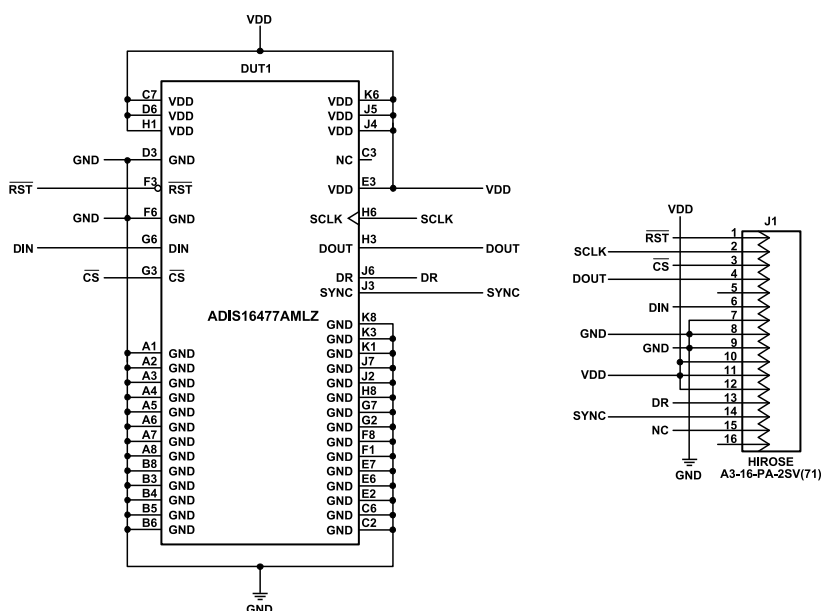 VDD
DUT1
C7 VDD VDD K6
D6 VDD VDD J5
H1 VDD VDD J4
GND D3 GND NC C3
RST F3 RST VDD E3 VDD
GND F6 GND SCLK H6 SCLK
DIN G6 DIN DOUT H3 DOUT
CS G3 CS DR J6 DR
SYNC J3 SYNC
ADIS16477AMLZ
GND K8
GND K3
A1 GND GND K1
A2 GND GND J7
A3 GND GND J2
A4 GND GND H8
A5 GND GND G7
A6 GND GND G2
A7 GND GND F8
A8 GND GND F1
B8 GND GND E7
B3 GND GND E6
B4 GND GND E2
B5 GND GND C6
B6 GND GND C2
GND
VDD
J1
RST 1
SCLK 2
CS 3
DOUT 4
5
DIN 6
7
GND 8
GND 9
10
VDD 11
12
DR 13
SYNC 14
NC 15
16
GND
HIROSE
A3-16-PA-2SV(71)